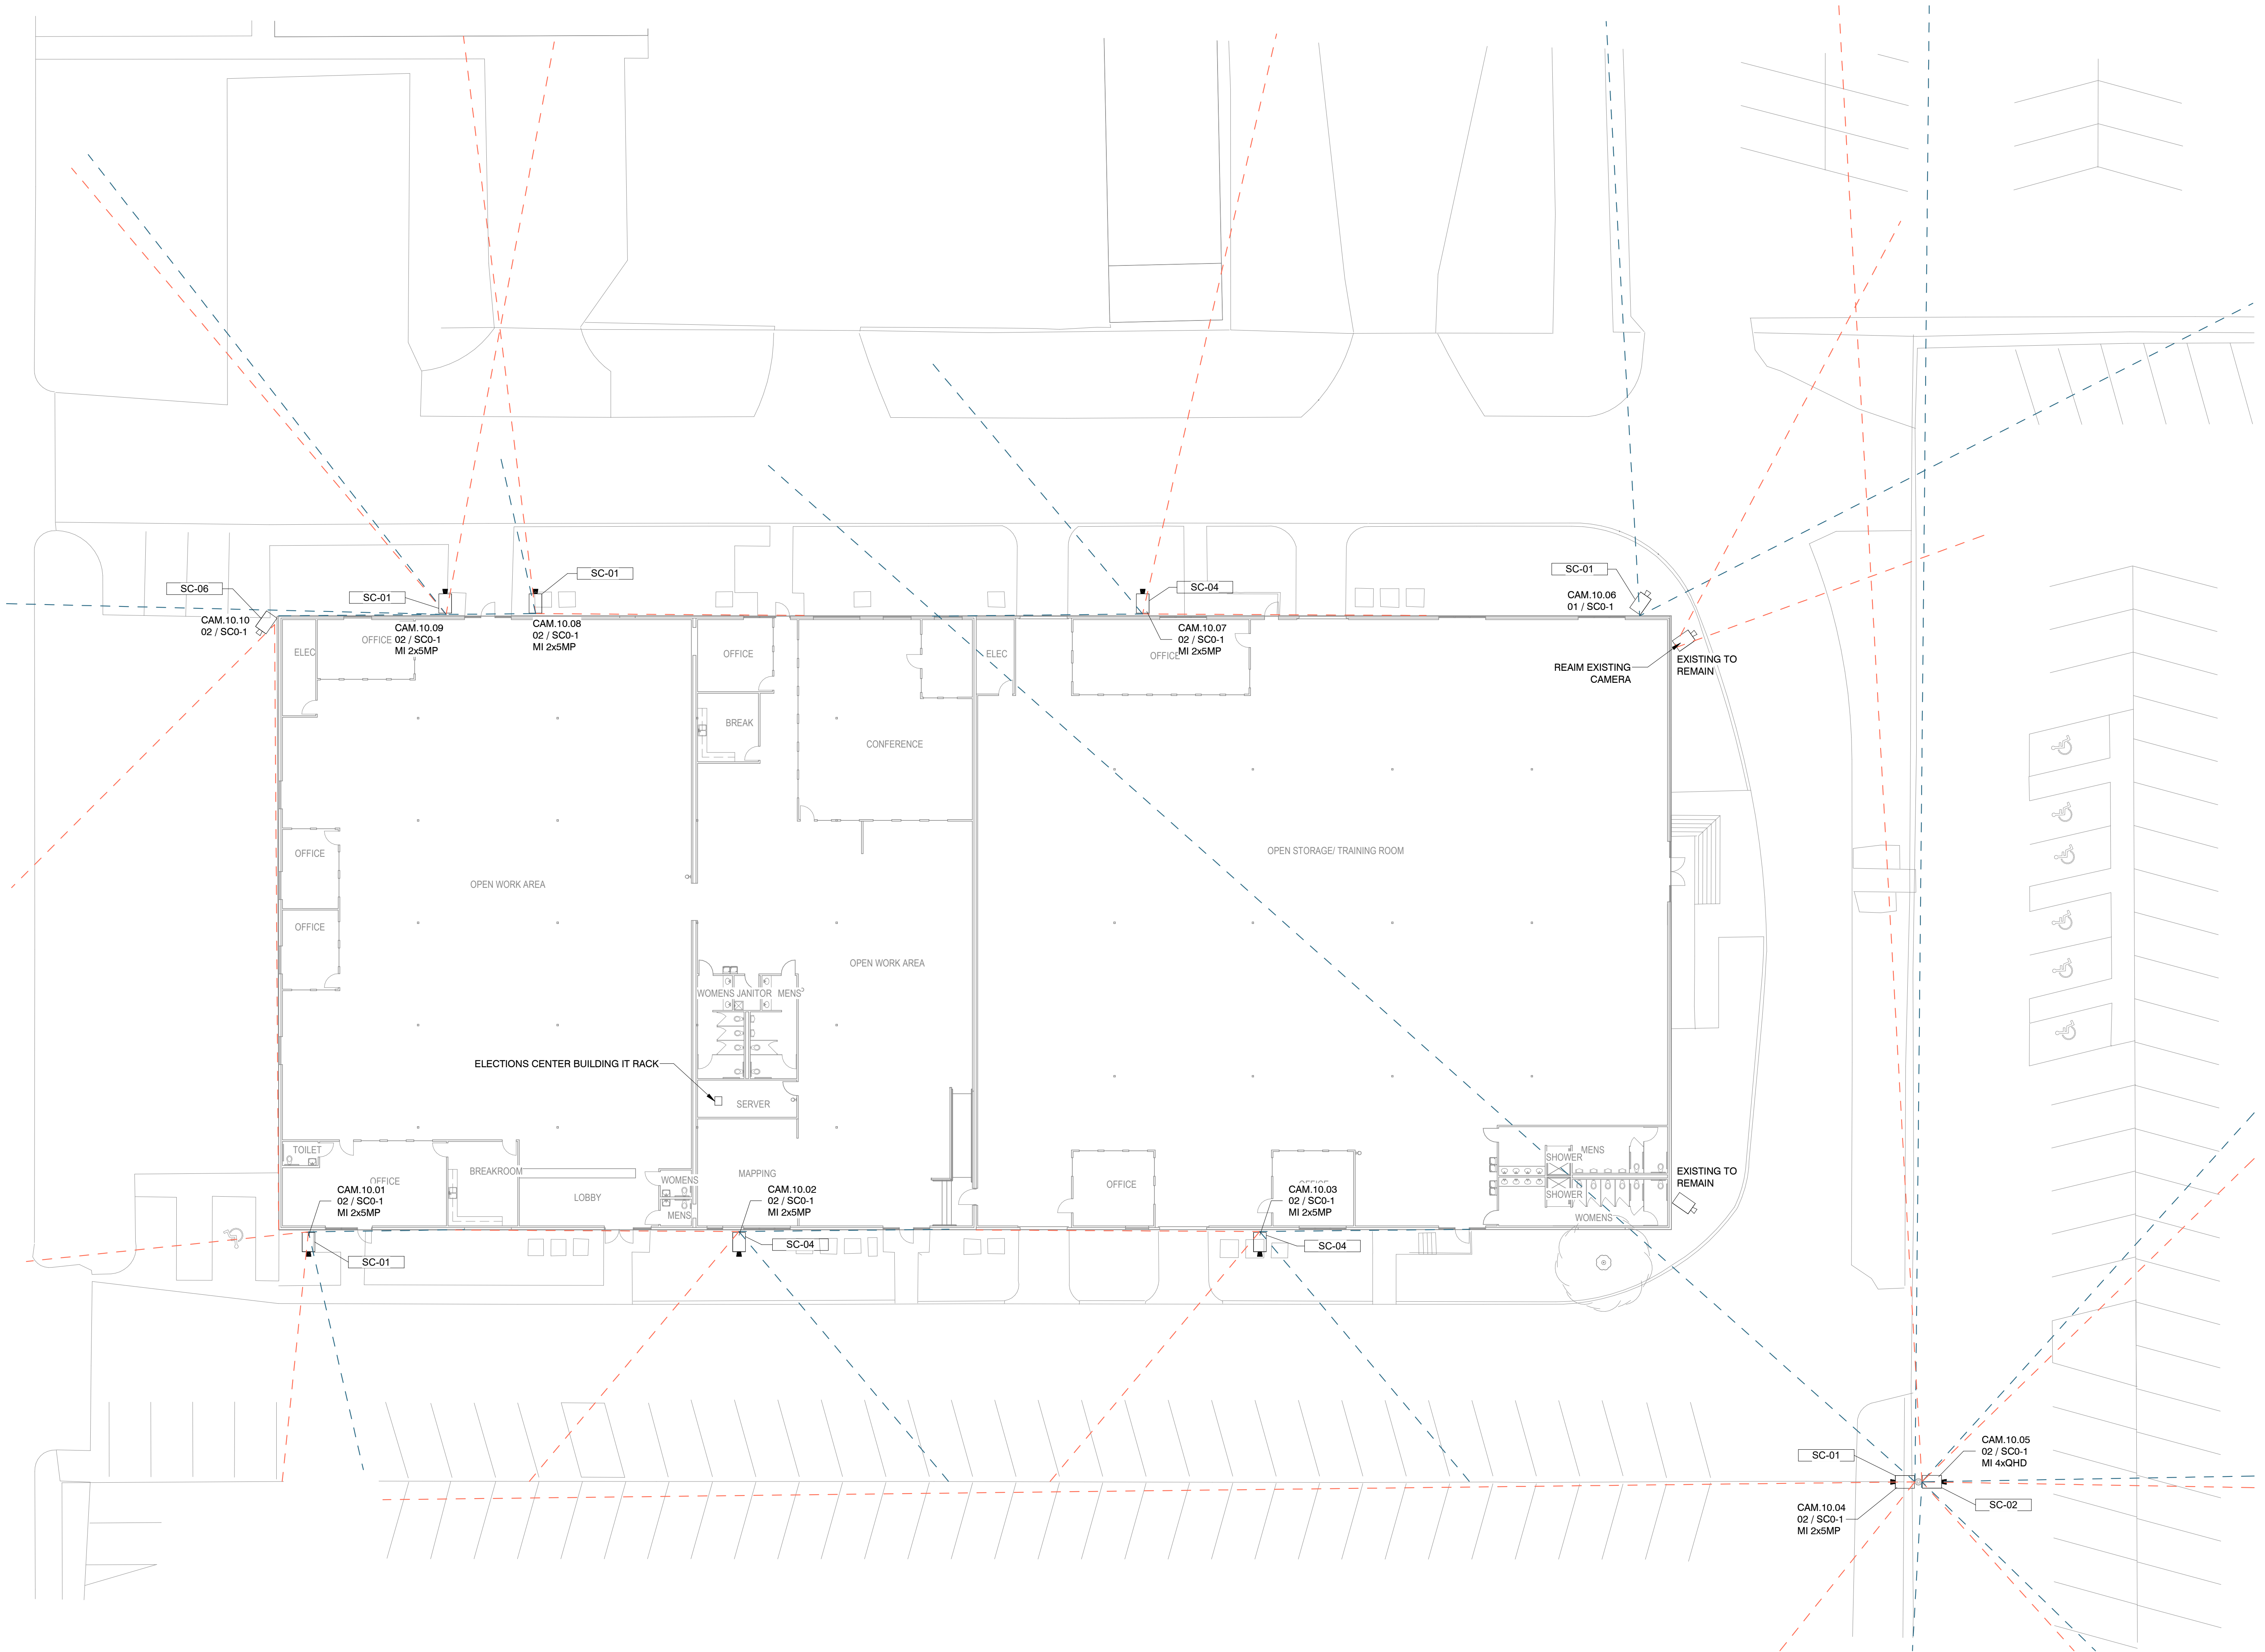 SC-01
SC-06
SC-01
SC-04
SC-01
CAM.10.10
02 / SC0-1
CAM.10.09
02 / SC0-1
MI 2x5MP
CAM.10.08
02 / SC0-1
MI 2x5MP
CAM.10.07
02 / SC0-1
MI 2x5MP
CAM.10.06
01 / SC0-1
OFFICE
ELEC
OFFICE
ELEC
OFFICE
REAIM EXISTING
CAMERA
EXISTING TO
REMAIN
BREAK
CONFERENCE
OFFICE
OPEN STORAGE/ TRAINING ROOM
OPEN WORK AREA
OFFICE
OPEN WORK AREA
WOMENS
JANITOR
MENS
ELECTIONS CENTER BUILDING IT RACK
SERVER
TOILET
OFFICE
BREAKROOM
LOBBY
WOMENS
MENS
MAPPING
OFFICE
OFFICE
MENS
SHOWER
SHOWER
WOMENS
EXISTING TO
REMAIN
CAM.10.01
02 / SC0-1
MI 2x5MP
CAM.10.02
02 / SC0-1
MI 2x5MP
CAM.10.03
02 / SC0-1
MI 2x5MP
SC-01
SC-04
SC-04
SC-01
CAM.10.05
02 / SC0-1
MI 4xQHD
SC-02
CAM.10.04
02 / SC0-1
MI 2x5MP